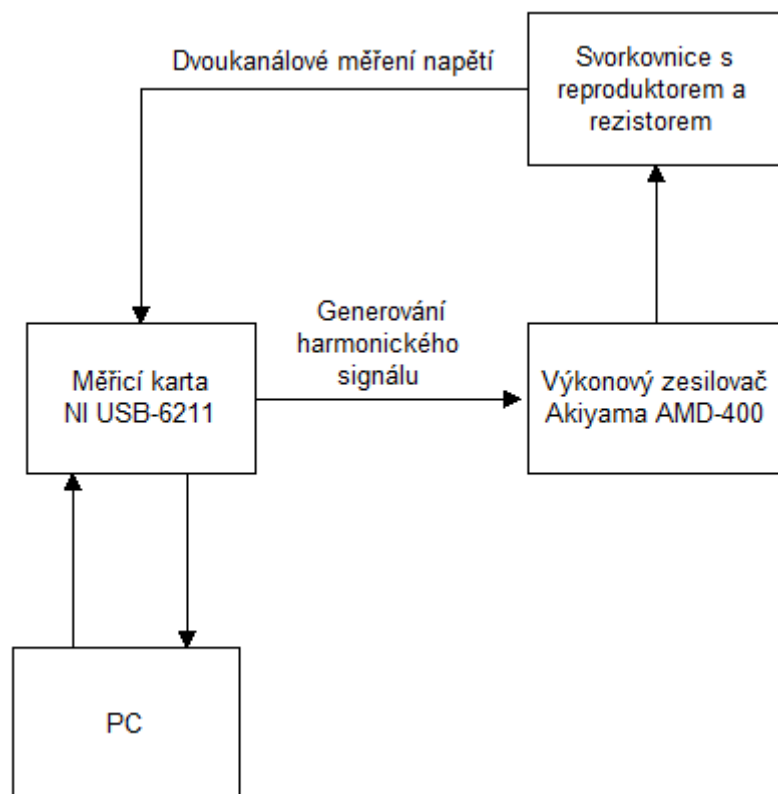 Dvoukanálové měření napětí
Svorkovnice s
reproduktorem a
rezistorem
Generování
harmonického
signálu
Měřicí karta
NI USB-6211
Výkonový zesilovač
Akiyama AMD-400
PC